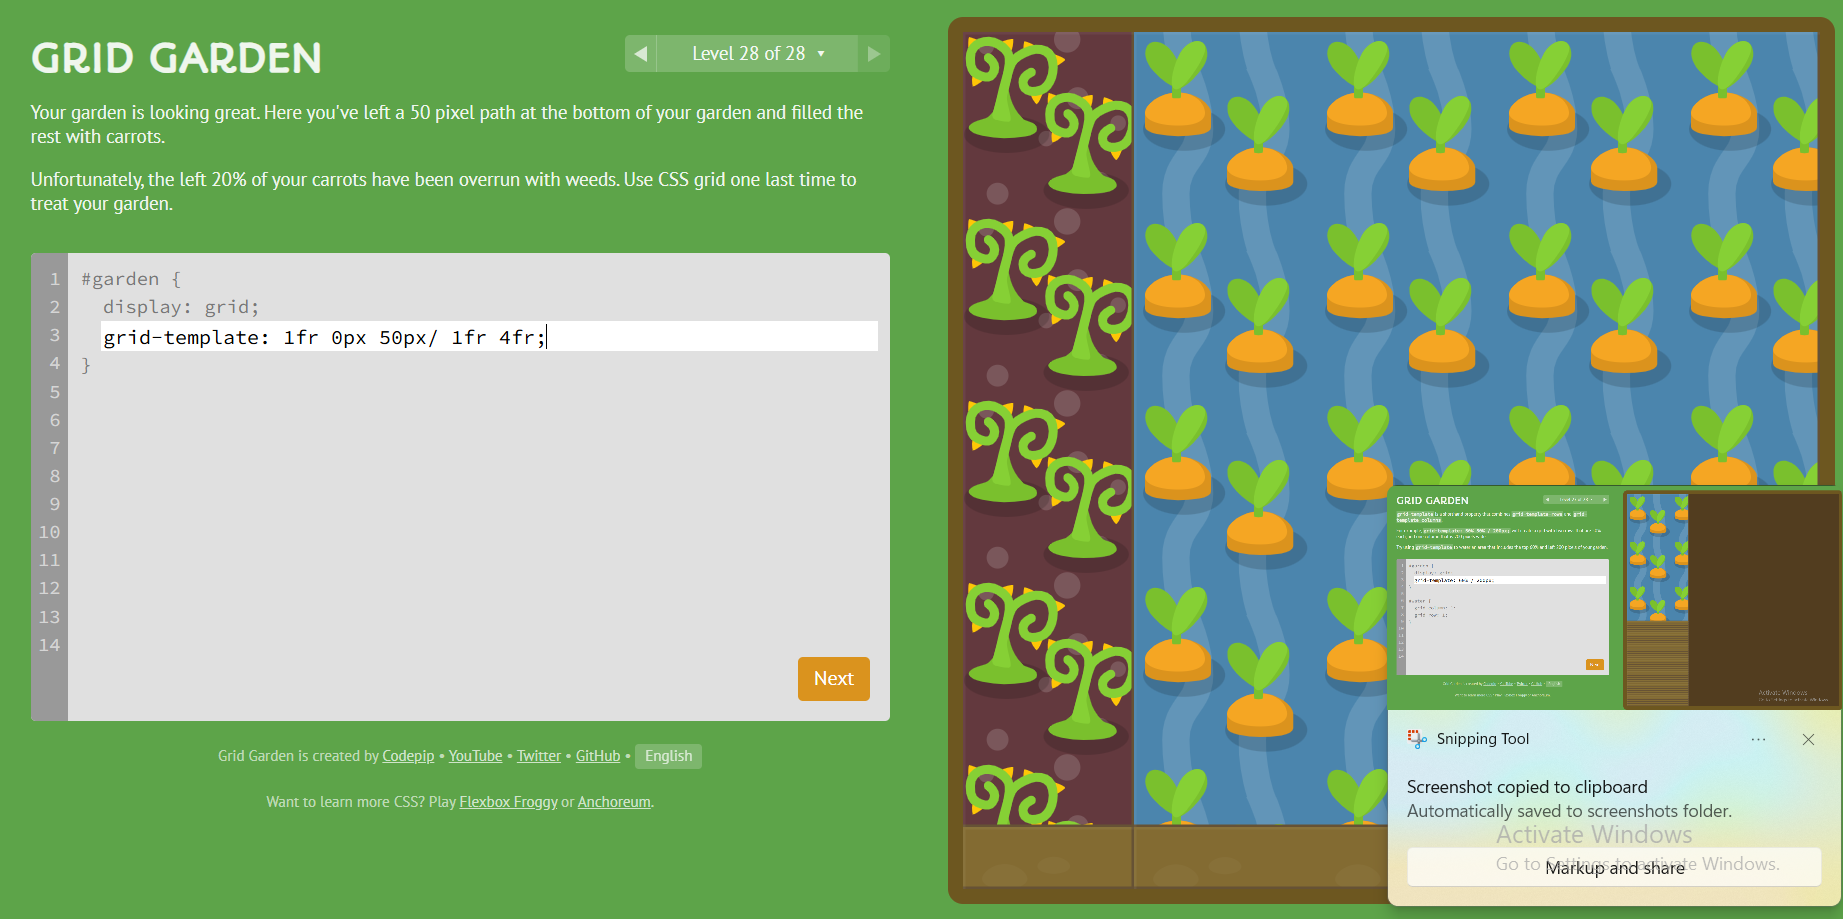 GRID GARDEN
Level 28 of 28
Your garden is looking great. Here you've left a 50 pixel path at the bottom of your garden and filled the
rest with carrots.
Unfortunately, the left 20% of your carrots have been overrun with weeds. Use CSS grid one last time to
treat your garden.
1 #garden {
2 display: grid;
3 grid-template: 1fr 0px 50px/ 1fr 4fr;
4 }
5
6
7
8
9
10
11
12
13
14
Next
Grid Garden is created by Codepip • YouTube • Twitter • GitHub • English
Want to learn more CSS? Play Flexbox Froggy or Anchoreum.
GRID GARDEN
Snipping Tool
Screenshot copied to clipboard
Automatically saved to screenshots folder.
Activate Windows
Go to Settings to activate Windows.
Markup and share